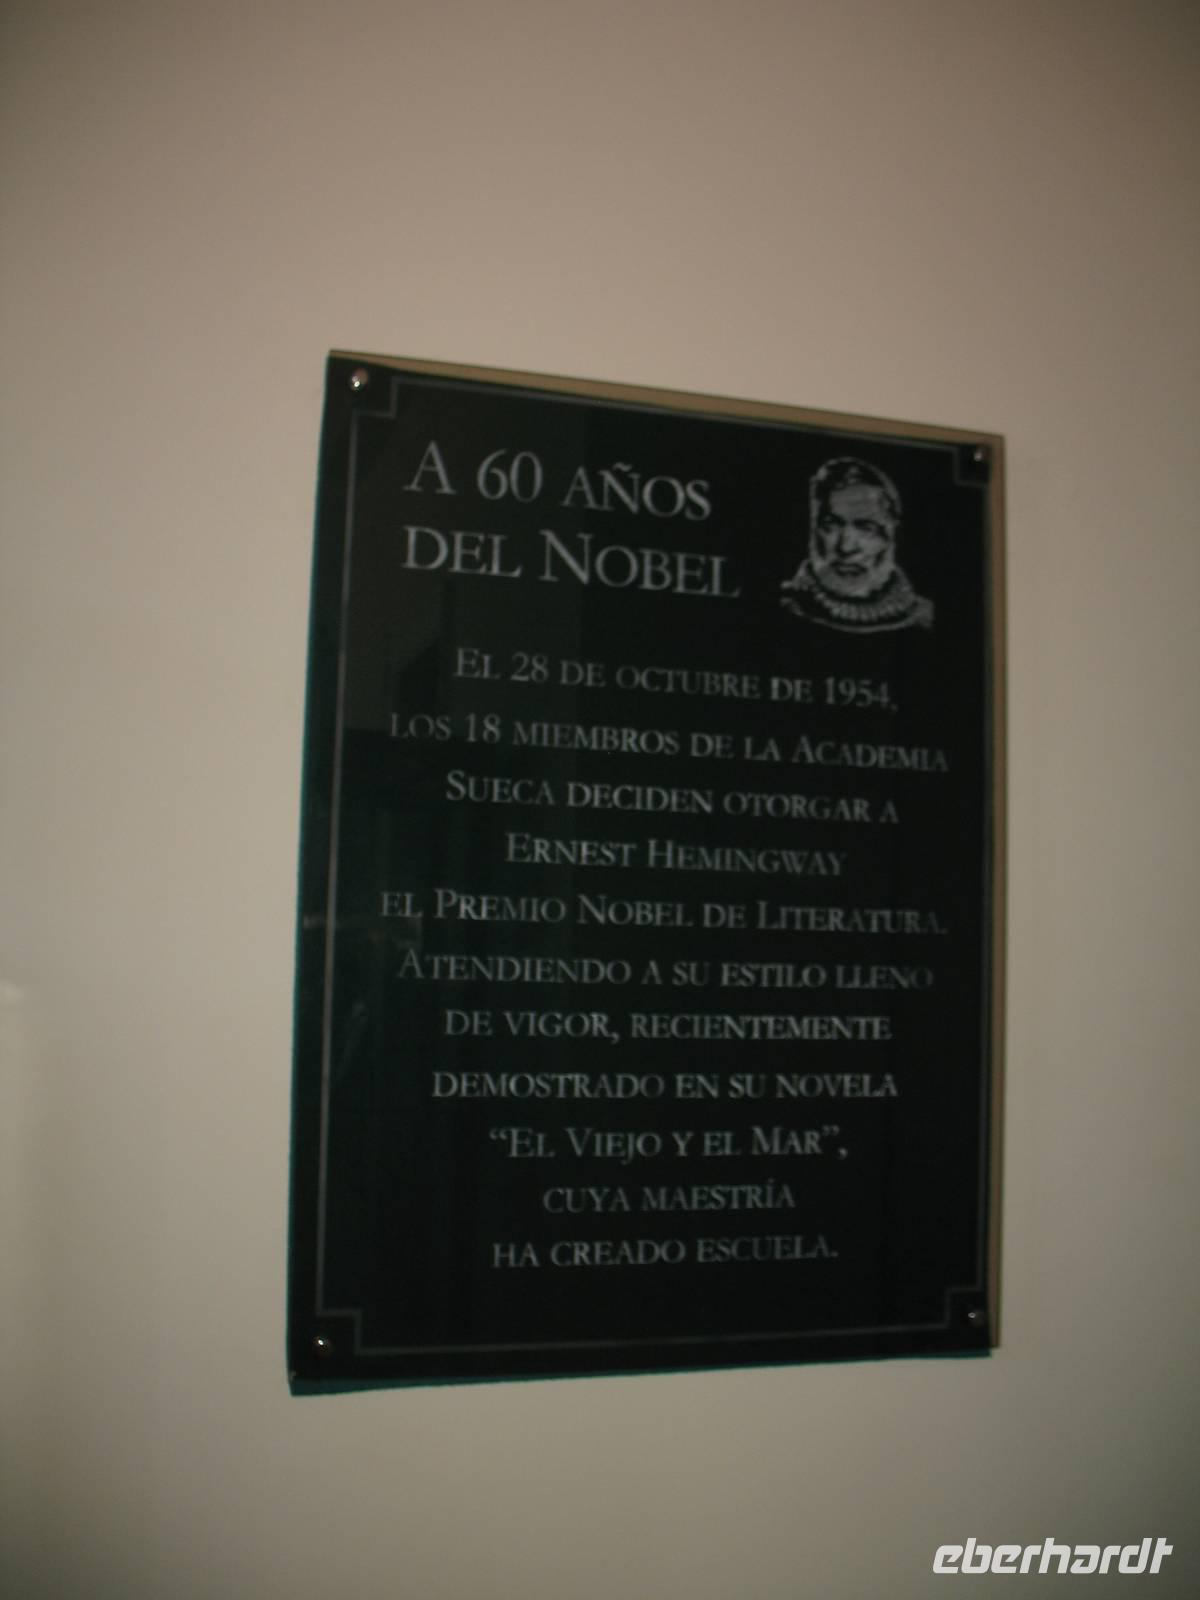 A 60 AÑOS
DEL NOBEL
EL 28 DE OCTUBRE DE 1954,
LOS 18 MIEMBROS DE LA ACADEMIA
SUECA DECIDEN OTORGAR A
ERNEST HEMINGWAY
EL PREMIO NOBEL DE LITERATURA.
ATENDIENDO A SU ESTILO LLENO
DE VIGOR, RECIENTEMENTE
DEMOSTRADO EN SU NOVELA
“EL VIEJO Y EL MAR”,
CUYA MAESTRÍA
HA CREADO ESCUELA.
eberhardt